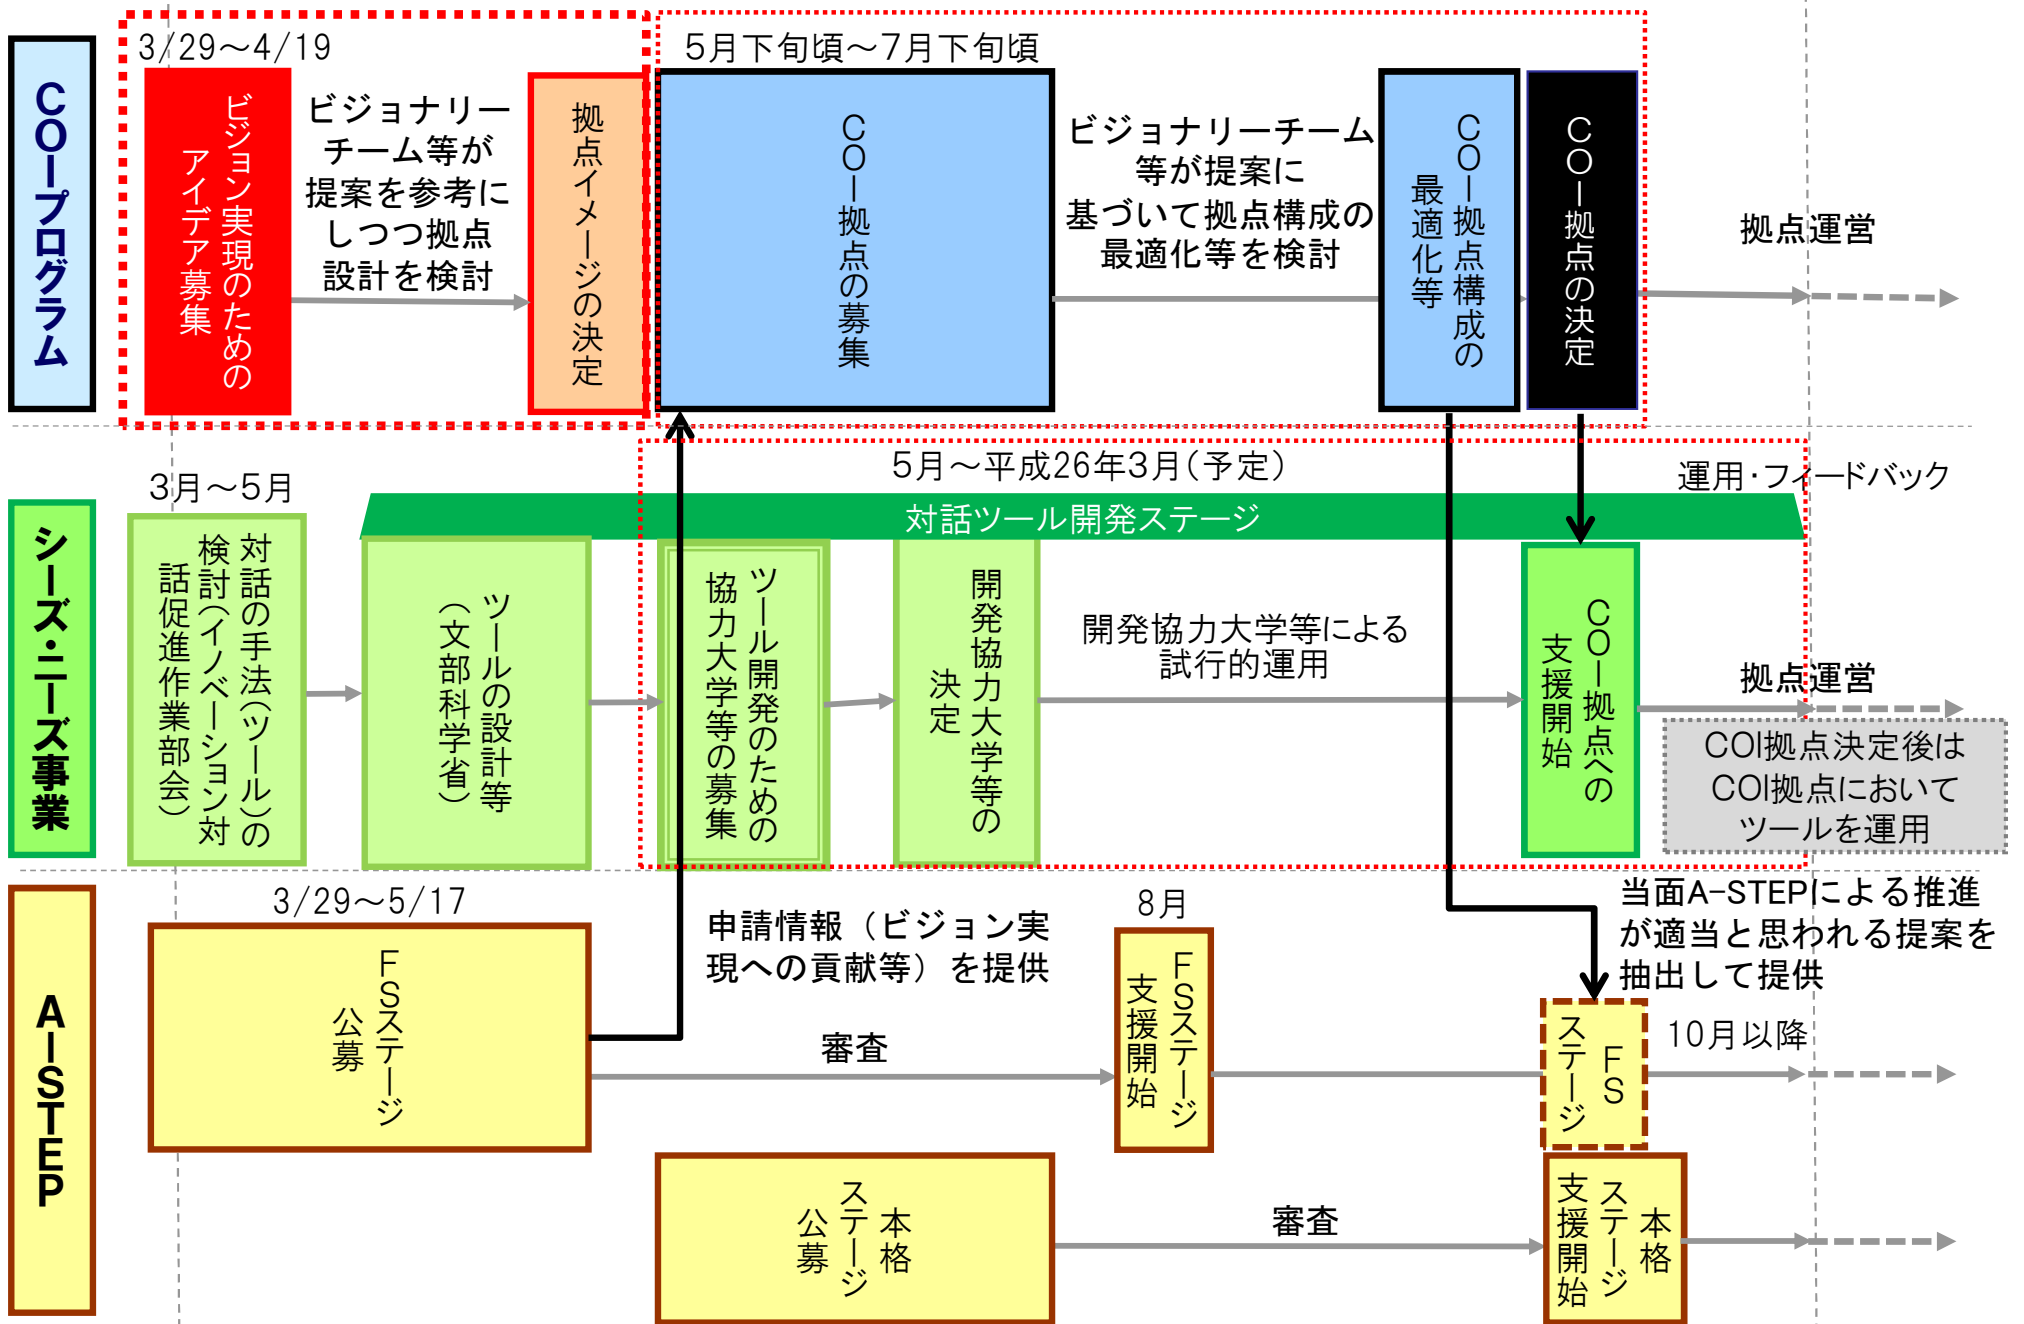 COIプログラム
3/29～4/19
ビジョン実現のための
アイデア募集
ビジョナリー
チーム等が
提案を参考に
しつつ拠点
設計を検討
拠点イメージの決定
5月下旬頃～7月下旬頃
COI拠点の募集
ビジョナリーチーム
等が提案に
基づいて拠点構成の
最適化等を検討
COI拠点構成の
最適化等
COI拠点の決定
拠点運営
シーズ・ニーズ事業
3月～5月
対話の手法(ツール)の
検討(イノベーション対
話促進作業部会)
5月～平成26年3月(予定)
運用・フィードバック
対話ツール開発ステージ
ツールの設計等
(文部科学省)
ツール開発のための
協力大学等の募集
開発協力大学等の
決定
開発協力大学等による
試行的運用
COI拠点への
支援開始
拠点運営
COI拠点決定後は
COI拠点において
ツールを運用
A-STEP
3/29～5/17
FSステージ
公募
申請情報（ビジョン実
現への貢献等）を提供
審査
8月
FSステージ
支援開始
当面A-STEPによる推進
が適当と思われる提案を
抽出して提供
FS
ステージ
10月以降
本格
ステージ
公募
審査
本格
ステージ
支援開始